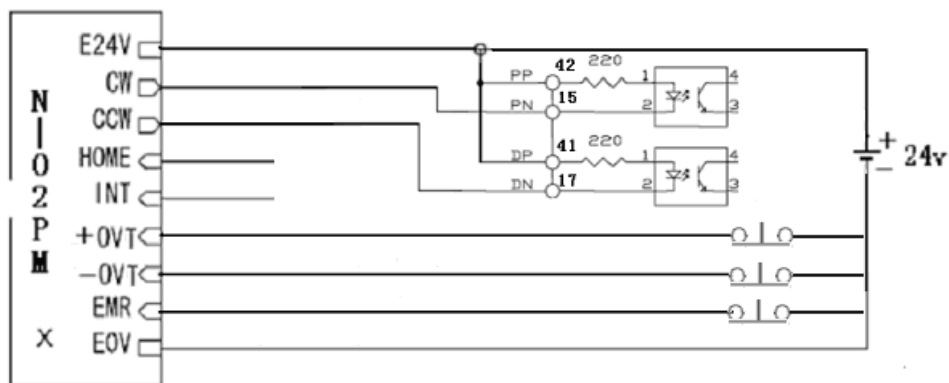 NIO2PM
X
E24V
CW
CCW
HOME
INT
+OVT
-OVT
EMR
EOV
PP 42 220 1 4
PN 15 2 3
DP 41 220 1 4
DN 17 2 3
+
24v
-